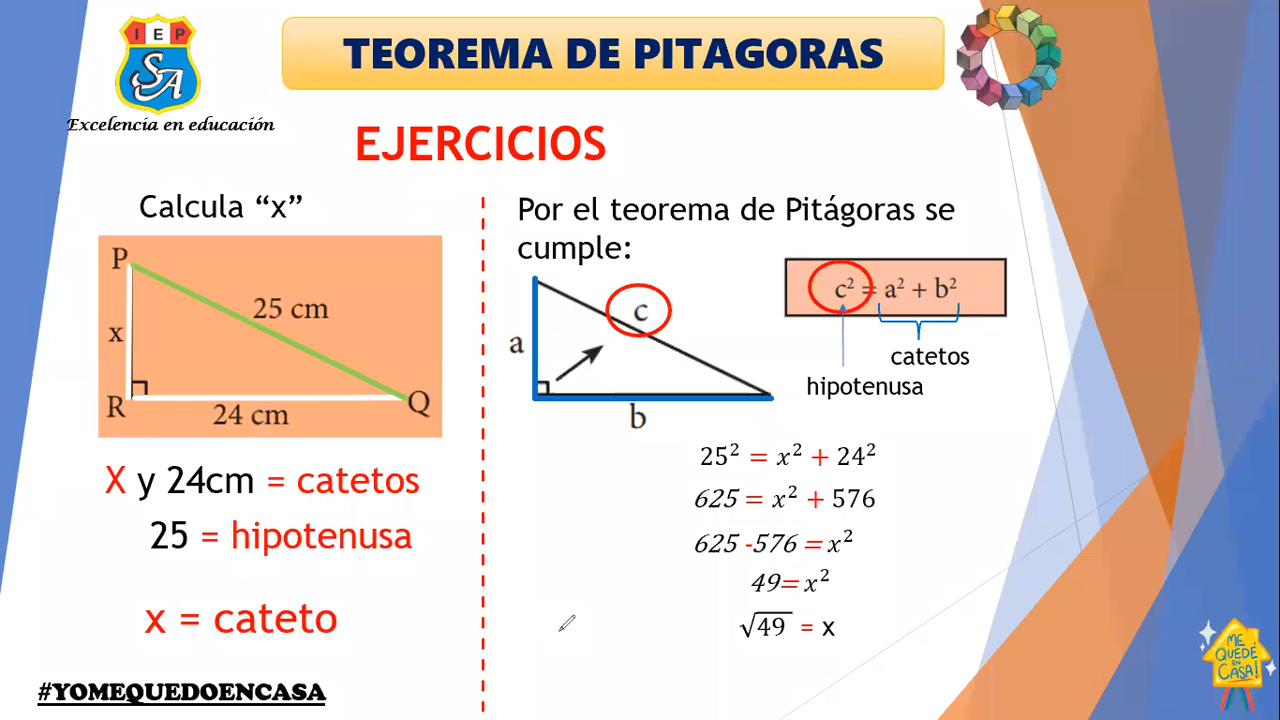 IEP
SA
Excelencia en educación
TEOREMA DE PITAGORAS
EJERCICIOS
Calcula “x”
P
25 cm
x
R
24 cm
Q
X y 24cm = catetos
25 = hipotenusa
x = cateto
#YOMEQUEDOENCASA
Por el teorema de Pitágoras se
cumple:
c
a
b
c² = a² + b²
catetos
hipotenusa
25² = x² + 24²
625 = x² + 576
625 -576 = x²
49= x²
√49 = x
ME
QUEDÉ
EN
CASA!